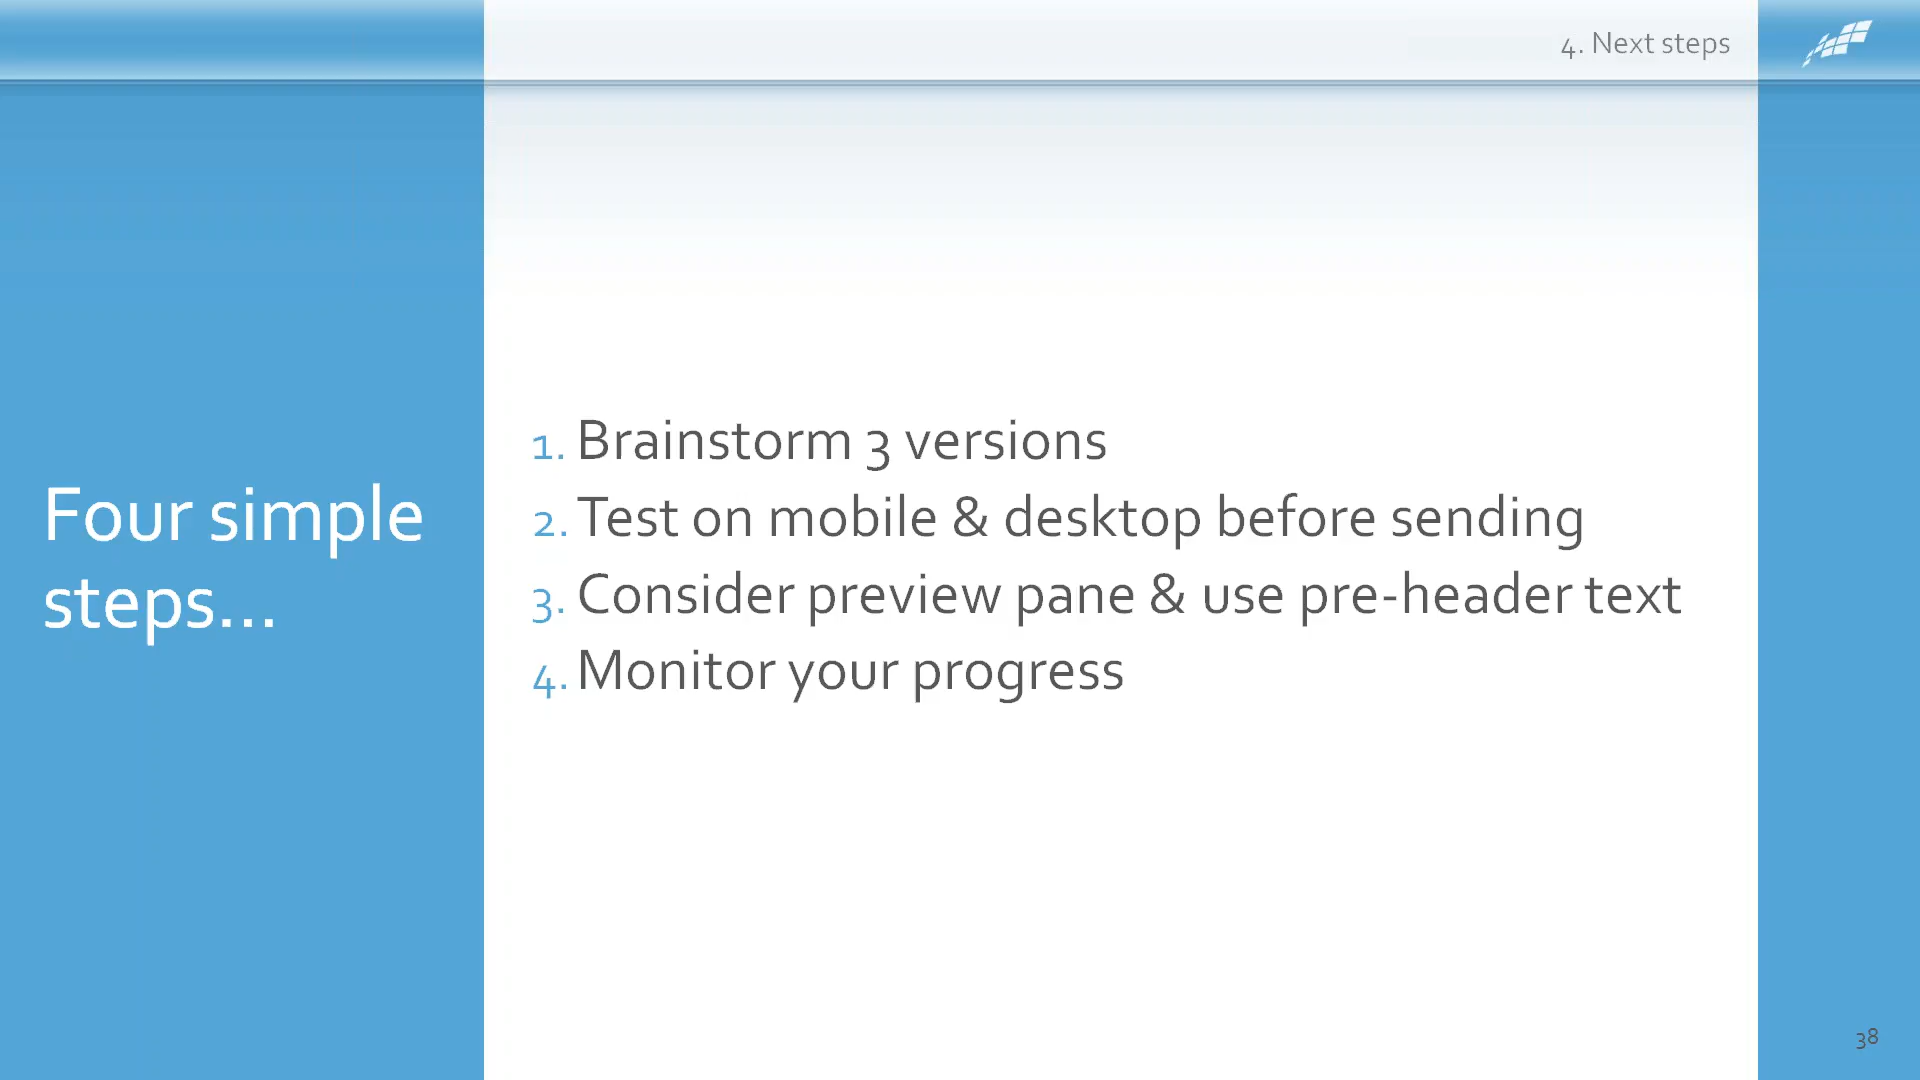 4. Next steps
Four simple
steps...
1. Brainstorm 3 versions
2. Test on mobile & desktop before sending
3. Consider preview pane & use pre-header text
4. Monitor your progress
38